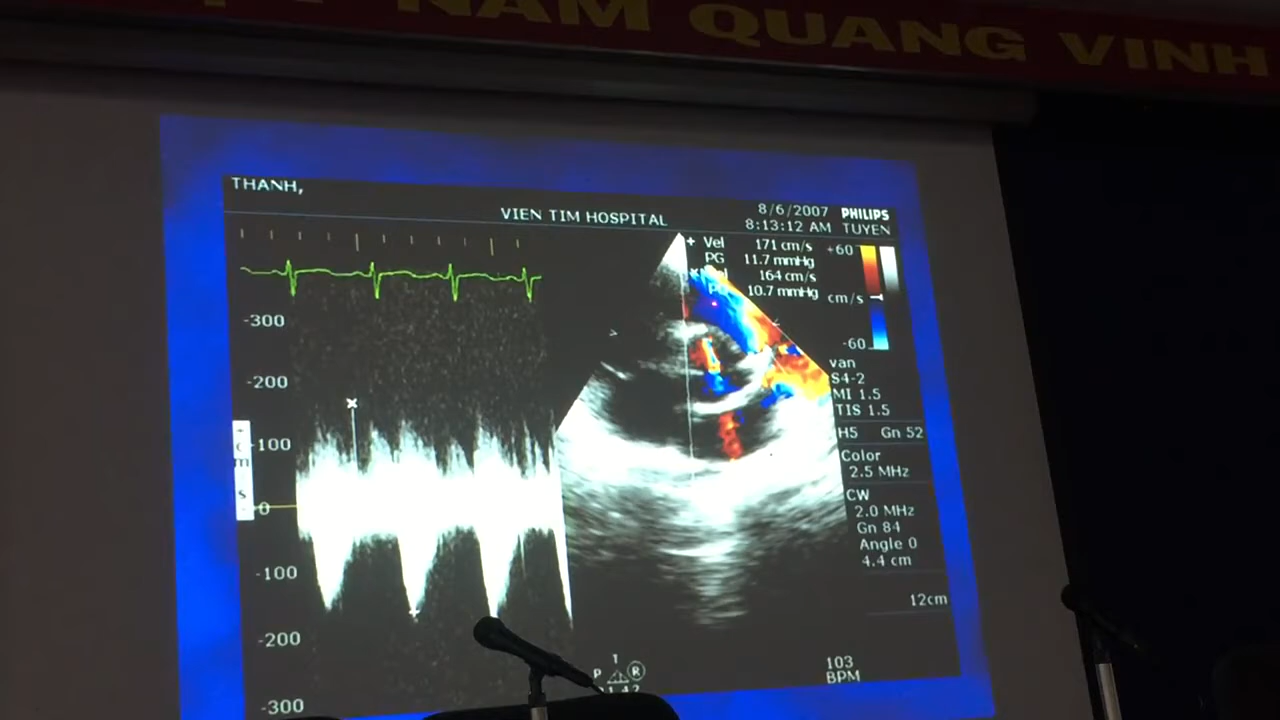 NAM QUANG VINH
THANH,
VIEN TIM HOSPITAL
8/6/2007
8:13:12 AM
PHILIPS
TUYEN
+ Vel 171 cm/s
PG 11.7 mmHg
164 cm/s
10.7 mmHg
+60
cm/s
-60
van
S4-2
MI 1.5
TIS 1.5
H5 Gn 52
Color
2.5 MHz
CW
2.0 MHz
Gn 84
Angle 0
4.4 cm
12cm
103
BPM
-300
-200
-100
0
-100
-200
-300
1
P R